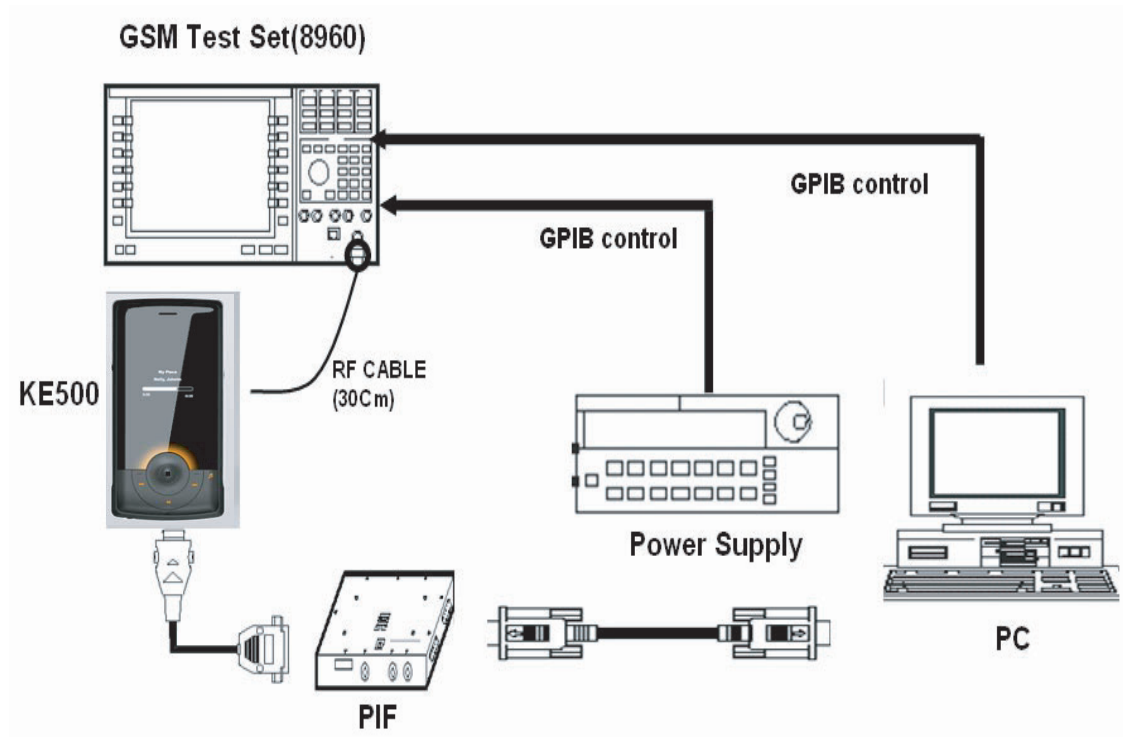 GSM Test Set(8960)
GPIB control
GPIB control
RF CABLE
(30Cm)
KE500
Power Supply
PC
PIF